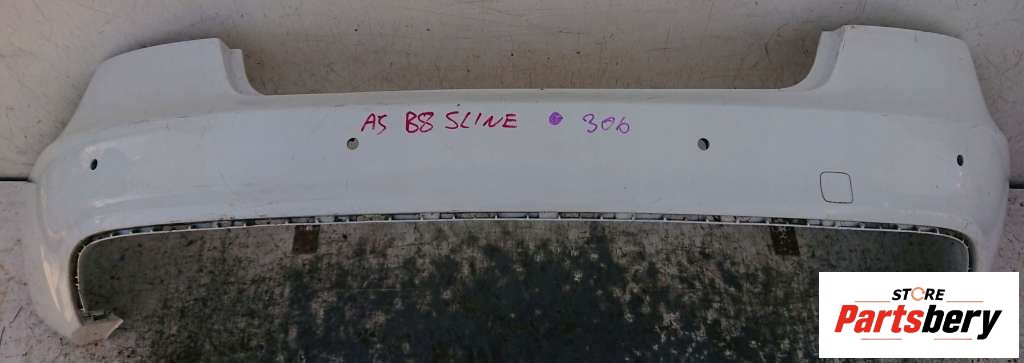 A5 B8 SLINE 306
STORE
Partsbery